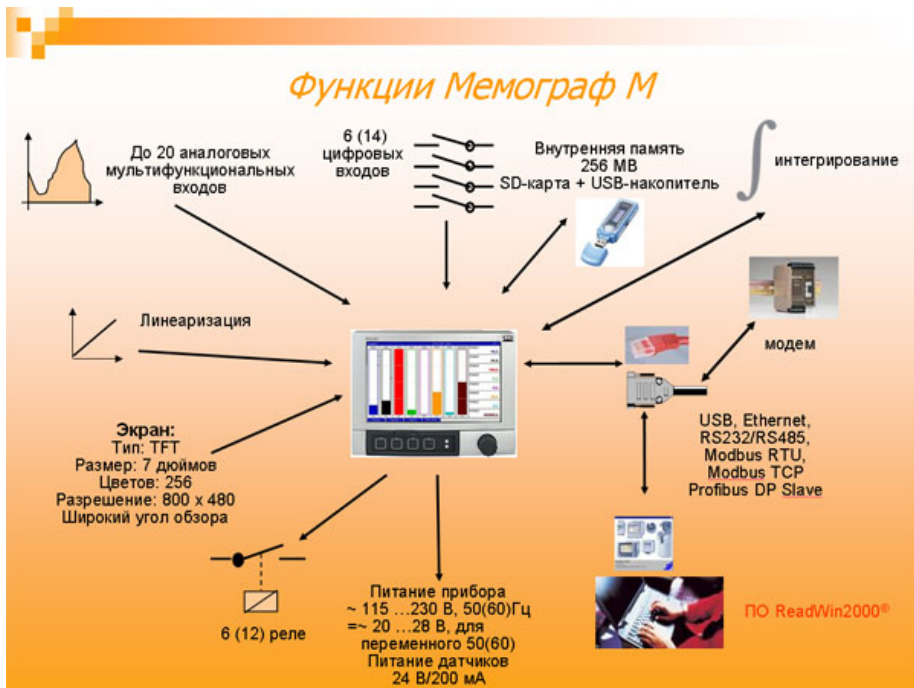 Функции Мемограф М
До 20 аналоговых
мультифункциональных
входов
6 (14)
цифровых
входов
Внутренняя память
256 MB
SD-карта + USB-накопитель
интегрирование
Линеаризация
модем
Экран:
Тип: TFT
Размер: 7 дюймов
Цветов: 256
Разрешение: 800 x 480
Широкий угол обзора
USB, Ethernet,
RS232/RS485,
Modbus RTU,
Modbus TCP
Profibus DP Slave
6 (12) реле
Питание прибора
~ 115 ...230 В, 50(60)Гц
=~ 20 ...28 В, для
переменного 50(60)
Питание датчиков
24 В/200 мА
ПО ReadWin2000®